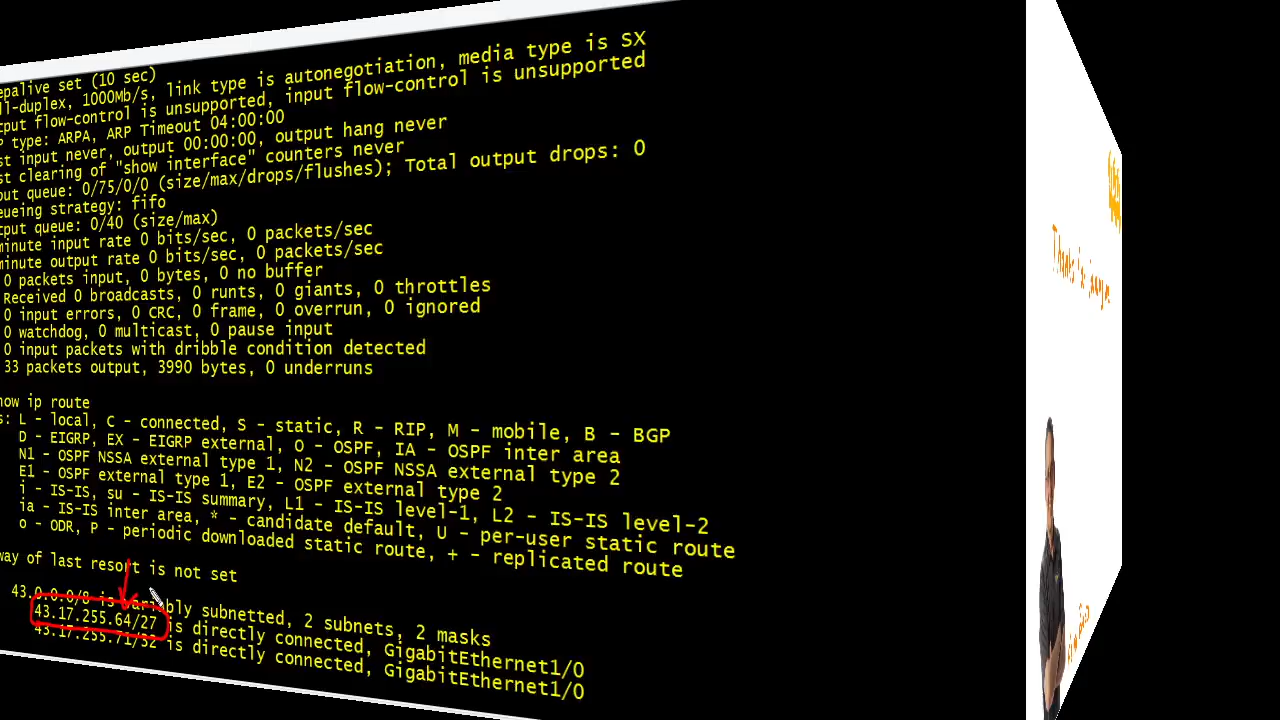 epalive set (10 sec)
ll-duplex, 1000Mb/s, link type is autonegotiation, media type is SX
tput flow-control is unsupported, input flow-control is unsupported
P type: ARPA, ARP Timeout 04:00:00
st input never, output 00:00:00, output hang never
st clearing of "show interface" counters never
put queue: 0/75/0/0 (size/max/drops/flushes); Total output drops: 0
eueing strategy: fifo
tput queue: 0/40 (size/max)
minute input rate 0 bits/sec, 0 packets/sec
minute output rate 0 bits/sec, 0 packets/sec
0 packets input, 0 bytes, 0 no buffer
Received 0 broadcasts, 0 runts, 0 giants, 0 throttles
0 input errors, 0 CRC, 0 frame, 0 overrun, 0 ignored
0 watchdog, 0 multicast, 0 pause input
0 input packets with dribble condition detected
33 packets output, 3990 bytes, 0 underruns
how ip route
s: L - local, C - connected, S - static, R - RIP, M - mobile, B - BGP
D - EIGRP, EX - EIGRP external, O - OSPF, IA - OSPF inter area
N1 - OSPF NSSA external type 1, N2 - OSPF NSSA external type 2
E1 - OSPF external type 1, E2 - OSPF external type 2
i - IS-IS, su - IS-IS summary, L1 - IS-IS level-1, L2 - IS-IS level-2
ia - IS-IS inter area, * - candidate default, U - per-user static route
o - ODR, P - periodic downloaded static route, + - replicated route
way of last resort is not set
43.0.0.0/8 is variably subnetted, 2 subnets, 2 masks
43.17.255.64/27 is directly connected, GigabitEthernet1/0
43.17.255.71/32 is directly connected, GigabitEthernet1/0